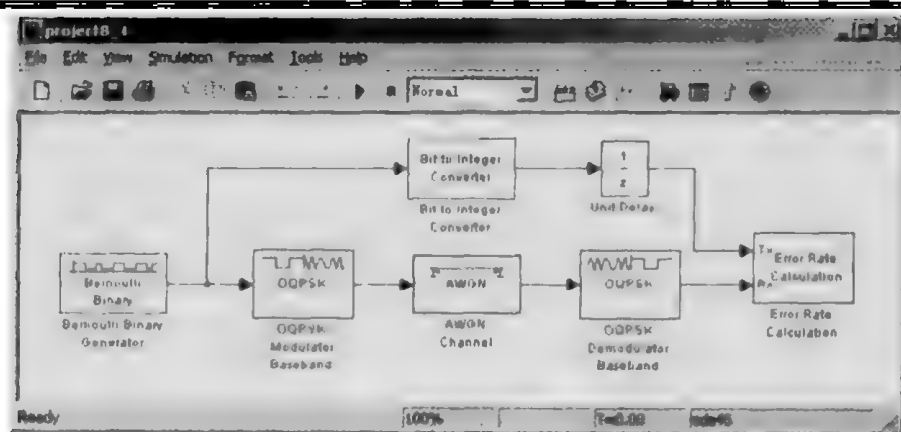 project8_4
File Edit View Simulation Format Tools Help
Normal
Bit to Integer
Converter
Bit to Integer
Converter
1
z
Unit Delay
Bernoulli
Binary
Bernoulli Binary
Generator
OQPSK
OQPSK
Modulator
Baseband
AWGN
AWGN
Channel
OQPSK
OQPSK
Demodulator
Baseband
Tx
Rx
Error Rate
Calculation
Error Rate
Calculation
Ready
100%
T=0.00
ode45